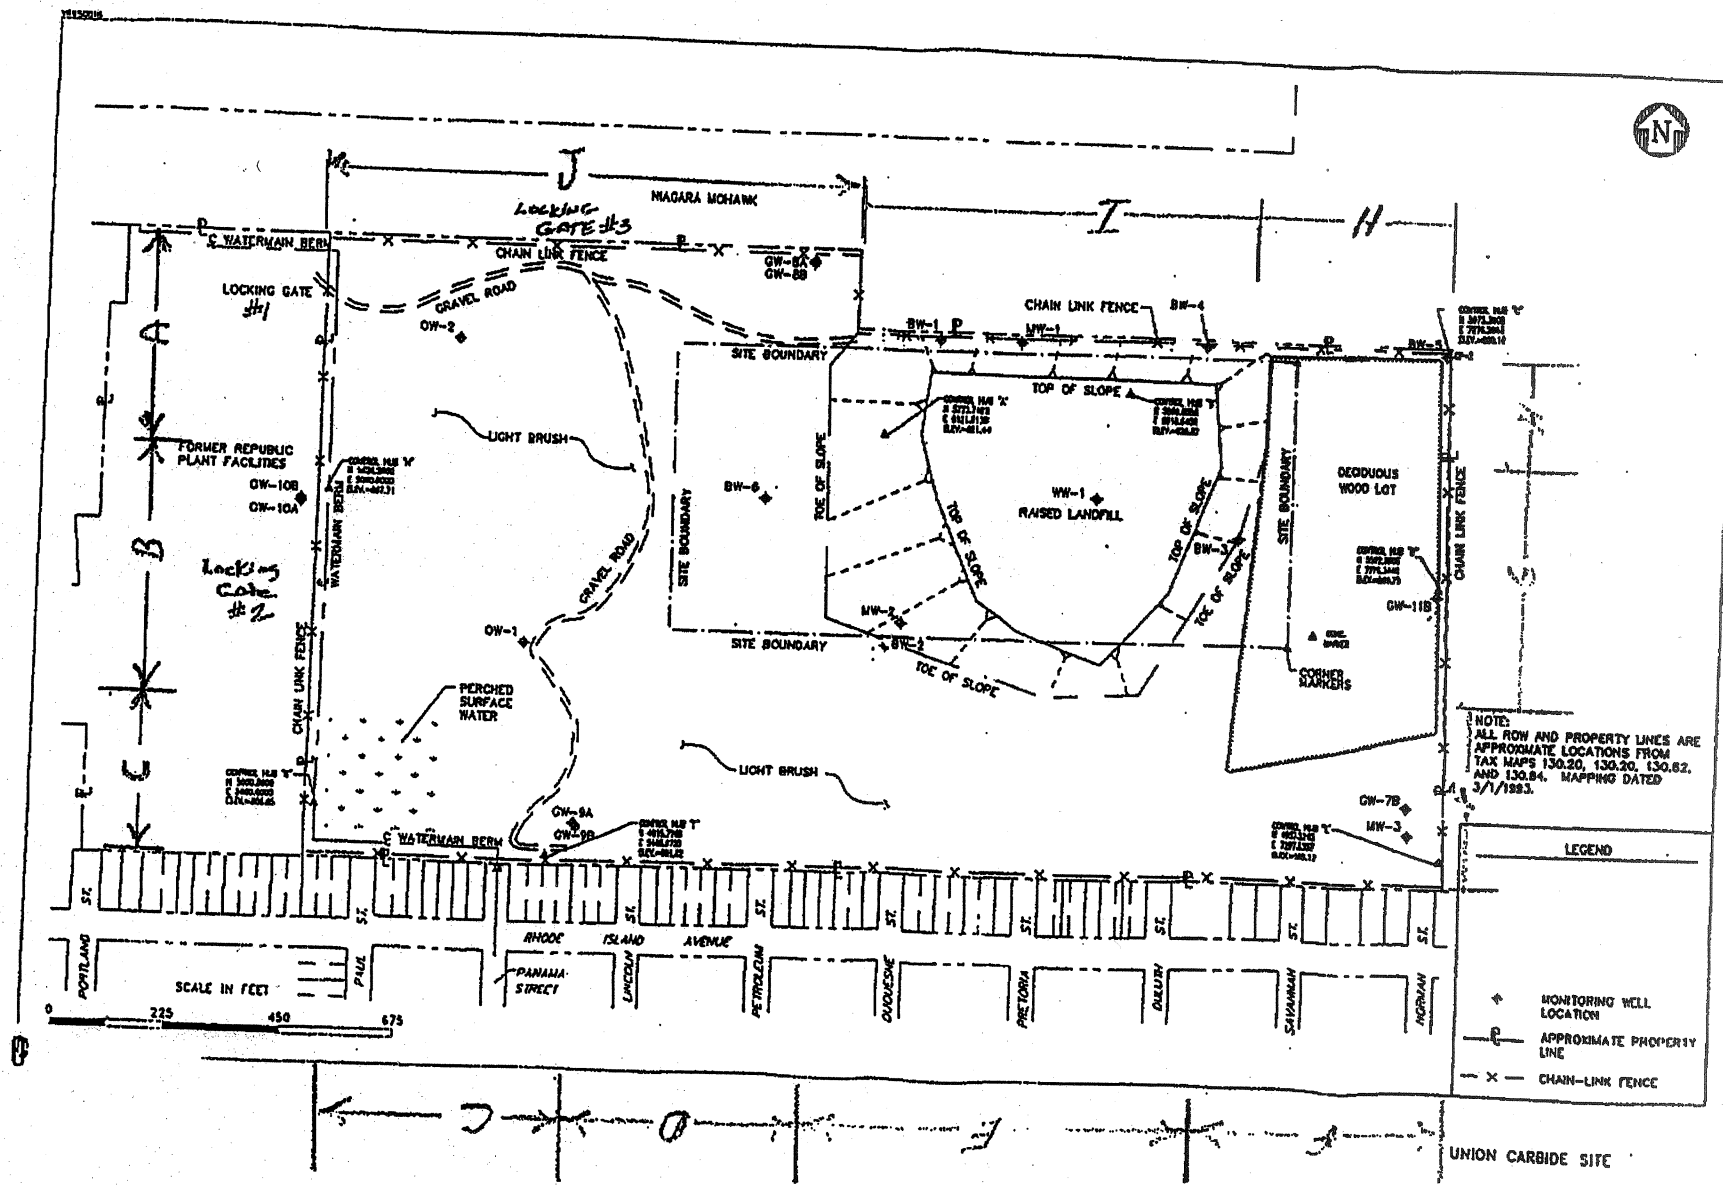 N
J
NIAGARA MOHAWK
LOCKING
GATE #3
I
H
WATERMAIN BERM
CHAIN LINK FENCE
GW-8A
GW-8B
LOCKING GATE
#1
GRAVEL ROAD
OW-2
CHAIN LINK FENCE
BW-4
BW-1
MW-1
BW-5
SITE BOUNDARY
TOP OF SLOPE
A
LIGHT BRUSH
FORMER REPUBLIC
PLANT FACILITIES
GW-10B
GW-10A
WATERMAIN BERM
BW-6
TOE OF SLOPE
SITE BOUNDARY
WW-1
RAISED LANDFILL
TOP OF SLOPE
TOP OF SLOPE
BW-3
TOE OF SLOPE
SITE BOUNDARY
DECIDUOUS
WOOD LOT
CHAIN LINK FENCE
GW-11B
B
Locking
Gate
#2
GRAVEL ROAD
OW-1
MW-2
BW-2
SITE BOUNDARY
TOE OF SLOPE
CORNER
MARKERS
CHAIN LINK FENCE
PERCHED
SURFACE
WATER
C
LIGHT BRUSH
NOTE:
ALL ROW AND PROPERTY LINES ARE
APPROXIMATE LOCATIONS FROM
TAX MAPS 130.20, 130.20, 130.62,
AND 130.84. MAPPING DATED
3/1/1993.
GW-7B
MW-3
GW-9A
GW-9B
WATERMAIN BERM
LEGEND
PORTLAND ST.
PAUL ST.
PANAMA
STREET
LINCOLN ST.
PETROLEUM ST.
DUQUESNE ST.
PRETORIA ST.
DULUTH ST.
SAVANNAH ST.
NORMAN ST.
RHODE ISLAND AVENUE
SCALE IN FEET
0 225 450 675
MONITORING WELL
LOCATION
APPROXIMATE PROPERTY
LINE
CHAIN-LINK FENCE
C
D
UNION CARBIDE SITE